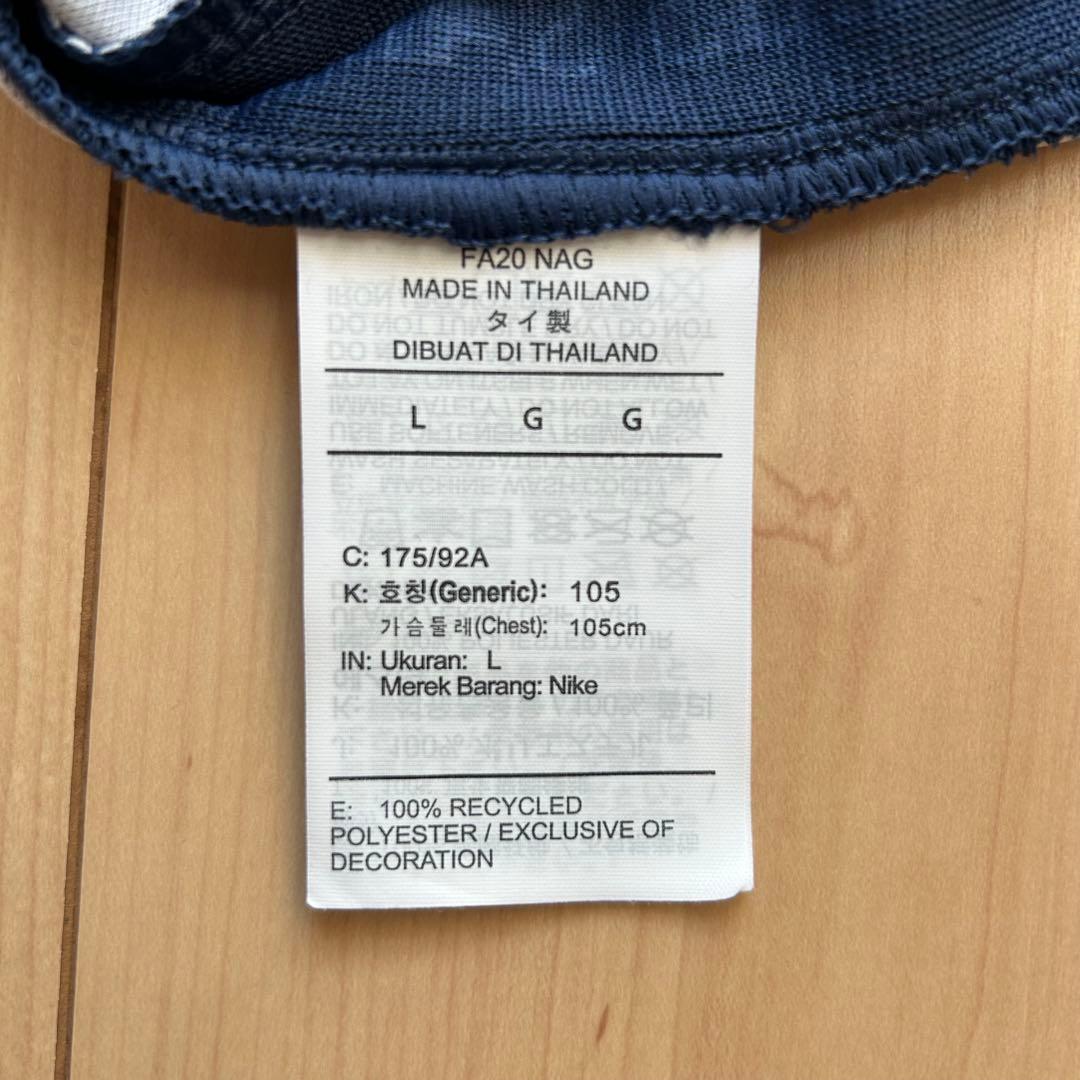 FA20 NAG
MADE IN THAILAND
タイ製
DIBUAT DI THAILAND
L G G
C: 175/92A
K: 호칭(Generic): 105
가슴둘레(Chest): 105cm
IN: Ukuran: L
Merek Barang: Nike
E: 100% RECYCLED
POLYESTER / EXCLUSIVE OF
DECORATION